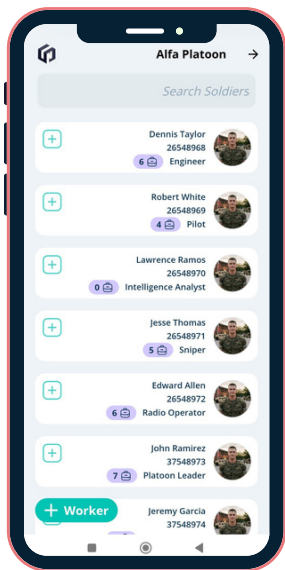 Alfa Platoon
Search Soldiers
Dennis Taylor
26548968
6 Engineer
Robert White
26548969
4 Pilot
Lawrence Ramos
26548970
0 Intelligence Analyst
Jesse Thomas
26548971
5 Sniper
Edward Allen
26548972
6 Radio Operator
John Ramirez
37548973
7 Platoon Leader
Jeremy Garcia
37548974
+ Worker